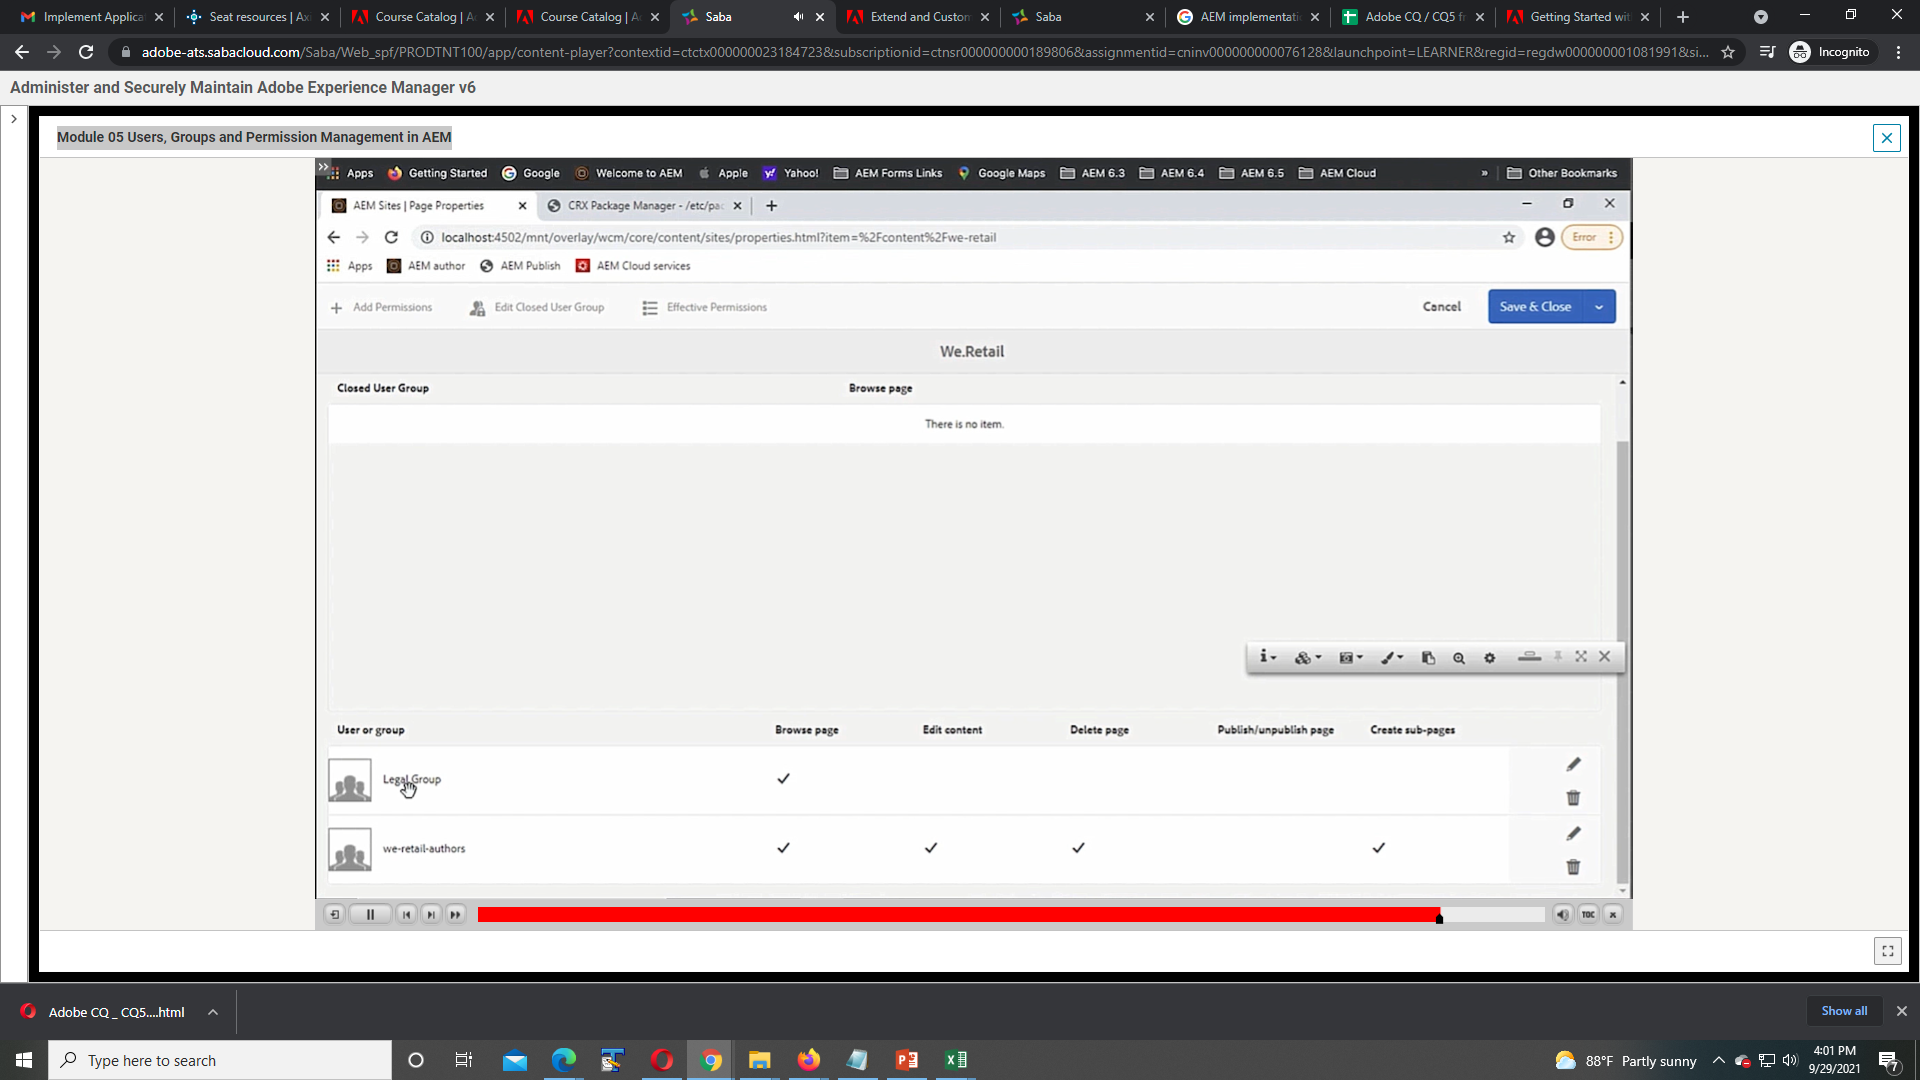 Implement Applica
Seat resources | Ax
Course Catalog | A
Course Catalog | A
Saba
Extend and Custom
Saba
AEM implementati
Adobe CQ / CQ5 f
Getting Started wit
adobe-ats.sabacloud.com/Saba/Web_spf/PRODTNT100/app/content-player?contextid=ctctx000000023184723&subscriptionid=ctnsr0000000000189806&assignmentid=cninv000000000076128&launchpoint=LEARNER&regid=regdw000000001081991&si...
Incognito
Administer and Securely Maintain Adobe Experience Manager v6
Module 05 Users, Groups and Permission Management in AEM
Apps Getting Started Google Welcome to AEM Apple Yahoo! AEM Forms Links Google Maps AEM 6.3 AEM 6.4 AEM 6.5 AEM Cloud » Other Bookmarks
AEM Sites | Page Properties
CRX Package Manager - /etc/pac
localhost:4502/mnt/overlay/wcm/core/content/sites/properties.html?item=%2Fcontent%2Fwe-retail
Error
Apps AEM author AEM Publish AEM Cloud services
Add Permissions Edit Closed User Group Effective Permissions Cancel Save & Close
We.Retail
Closed User Group Browse page
There is no item.
User or group Browse page Edit content Delete page Publish/unpublish page Create sub-pages
Legal Group
we-retail-authors
TOC
Adobe CQ _ CQ5....html
Show all
Type here to search
88°F Partly sunny
4:01 PM
9/29/2021
7